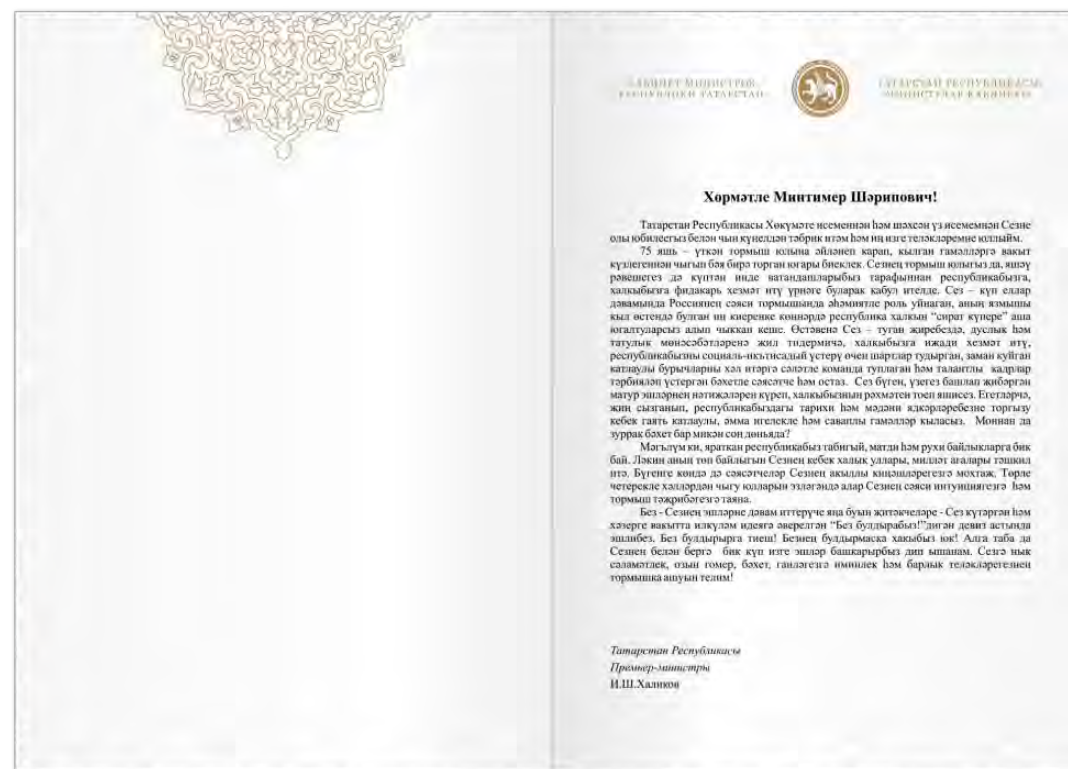 КАБИНЕТ МИНИСТРОВ
РЕСПУБЛИКИ ТАТАРСТАН
ТАТАРСТАН РЕСПУБЛИКАСЫ
МИНИСТРЛАР КАБИНЕТЫ
Хөрмәтле Минтимер Шәрипович!
Татарстан Республикасы Хөкүмәте исеменнән һәм шәхсән үз исемемнән Сезне
олы юбилеегыз белән чын күңелдән тәбрик итәм һәм иң изге теләкләремне юллыйм.
75 яшь – үткән тормыш юлына әйләнеп карап, кылган гамәлләргә вакыт
күзлегеннән чыгып бәя бирә торган югары биеклек. Сезнең тормыш юлыгыз да, яшәү
рәвешегез дә күптән инде ватандашларыбыз тарафыннан республикабызга,
халкыбызга фидакарь хезмәт итү үрнәге буларак кабул ителде. Сез – күп еллар
дәвамында Россиянең сәяси тормышында әһәмиятле роль уйнаган, аның язмышы
кыл өстендә булган иң киеренке көннәрдә республика халкын “сират күпере” аша
югалтуларсыз алып чыккан кеше. Өстәвенә Сез – туган җиребездә, дуслык һәм
татулык мөнәсәбәтләренә җил тидермичә, халкыбызга иҗади хезмәт итү,
республикабызны социаль-икътисадый үстерү өчен шартлар тудырган, заман куйган
катлаулы бурычларны хәл итәргә сәләтле команда туплаган һәм талантлы кадрлар
тәрбияләп үстергән бәхетле сәясәтче һәм остаз. Сез бүген, үзегез башлап җибәргән
матур эшләрнең нәтиҗәләрен күреп, халкыбызның рәхмәтен тоеп яшисез. Егетләрчә,
җиң сызганып, республикабыздагы тарихи һәм мәдәни ядкәрләребезне торгызу
кебек гаять катлаулы, әмма игелекле һәм саваплы гамәлләр кыласыз. Моннан да
зуррак бәхет бар микән соң дөньяда?
Мәгълүм ки, яраткан республикабыз табигый, матди һәм рухи байлыкларга бик
бай. Ләкин аның төп байлыгын Сезнең кебек халык уллары, милләт агалары тәшкил
итә. Бүгенге көндә дә сәясәтчеләр Сезнең акыллы киңәшләрегезгә мохтаҗ. Төрле
четерекле хәлләрдән чыгу юлларын эзләгәндә алар Сезнең сәяси интуициягезгә һәм
тормыш тәҗрибәгезгә таяна.
Без - Сезнең эшләрне дәвам иттерүче яңа буын җитәкчеләре - Сез күтәргән һәм
хәзерге вакытта илкүләм идеягә әверелгән “Без булдырабыз!”дигән девиз астында
эшлибез. Без булдырырга тиеш! Безнең булдырмаска хакыбыз юк! Алга таба да
Сезнең белән бергә бик күп изге эшләр башкарырбыз дип ышанам. Сезгә нык
сәламәтлек, озын гомер, бәхет, гаиләгезгә иминлек һәм барлык теләкләрегезнең
тормышка ашуын телим!
Татарстан Республикасы
Премьер-министры
И.Ш.Халиков